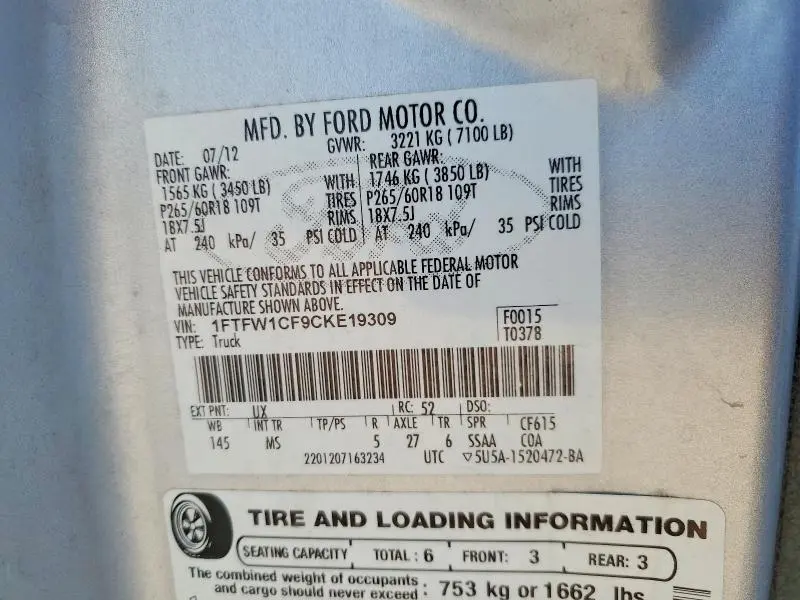 MFD. BY FORD MOTOR CO.
DATE: 07/12 GVWR: 3221 KG ( 7100 LB)
FRONT GAWR: REAR GAWR: WITH
1565 KG ( 3450 LB) WITH 1746 KG ( 3850 LB) TIRES
P265/60R18 109T TIRES P265/60R18 109T RIMS
18X7.5J RIMS 18X7.5J
AT 240 kPa/ 35 PSI COLD AT 240 kPa/ 35 PSI COLD
THIS VEHICLE CONFORMS TO ALL APPLICABLE FEDERAL MOTOR
VEHICLE SAFETY STANDARDS IN EFFECT ON THE DATE OF
MANUFACTURE SHOWN ABOVE.
VIN: 1FTFW1CF9CKE19309 F0015
TYPE: Truck T0378
EXT PNT: UX RC: 52 DSO:
WB INT TR TP/PS R AXLE TR SPR CF615
145 MS 5 27 6 SSAA COA
2201207163234 UTC ▽5U5A-1520472-BA
TIRE AND LOADING INFORMATION
SEATING CAPACITY TOTAL : 6 FRONT: 3 REAR: 3
The combined weight of occupants
and cargo should never exceed : 753 kg or 1662 lbs